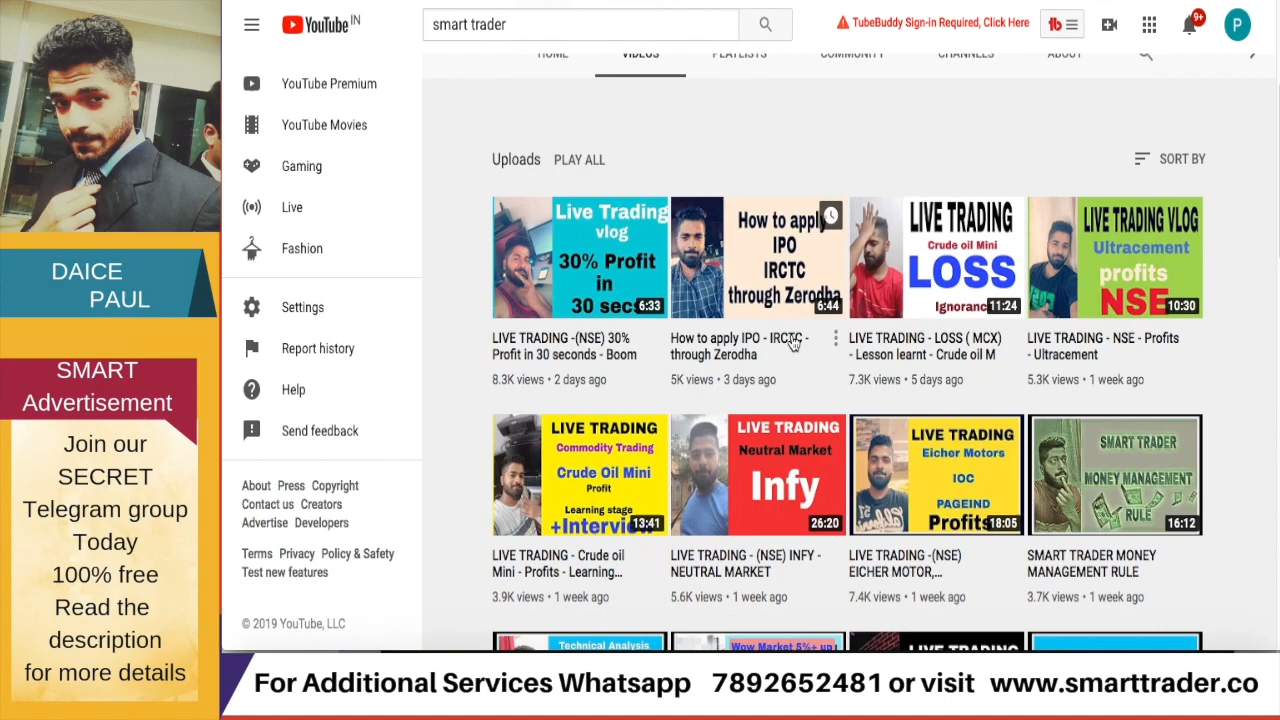 YouTube IN
smart trader
TubeBuddy Sign-in Required, Click Here
tb
9+
P
HOME VIDEOS PLAYLISTS COMMUNITY CHANNELS ABOUT
YouTube Premium
YouTube Movies
Gaming
Live
Fashion
Settings
Report history
Help
Send feedback
About Press Copyright
Contact us Creators
Advertise Developers
Terms Privacy Policy & Safety
Test new features
© 2019 YouTube, LLC
Uploads PLAY ALL
SORT BY
Live Trading
vlog
30% Profit
in
30 secs
6:33
LIVE TRADING -(NSE) 30%
Profit in 30 seconds - Boom
8.3K views • 2 days ago
How to apply
IPO
IRCTC
through Zerodha
6:44
How to apply IPO - IRCTC -
through Zerodha
5K views • 3 days ago
LIVE TRADING
Crude oil Mini
LOSS
11:24
LIVE TRADING - LOSS ( MCX)
- Lesson learnt - Crude oil M
7.3K views • 5 days ago
LIVE TRADING VLOG
Ultracement
profits
NSE
10:30
LIVE TRADING - NSE - Profits
- Ultracement
5.3K views • 1 week ago
LIVE TRADING
Commodity Trading
Crude Oil Mini
Profit
Learning stage
+Interview
13:41
LIVE TRADING - Crude oil
Mini - Profits - Learning...
3.9K views • 1 week ago
LIVE TRADING
Neutral Market
Infy
26:20
LIVE TRADING - (NSE) INFY -
NEUTRAL MARKET
5.6K views • 1 week ago
LIVE TRADING
Eicher Motors
IOC
PAGEIND
Profits
18:05
LIVE TRADING -(NSE)
EICHER MOTOR,...
7.4K views • 1 week ago
SMART TRADER
MONEY MANAGEMENT
RULE
16:12
SMART TRADER MONEY
MANAGEMENT RULE
3.7K views • 1 week ago
Technical Analysis
Wow Market 5%+ up
LIVE TRADING
DAICE
PAUL
SMART
Advertisement
Join our
SECRET
Telegram group
Today
100% free
Read the
description
for more details
For Additional Services Whatsapp 7892652481 or visit www.smarttrader.co